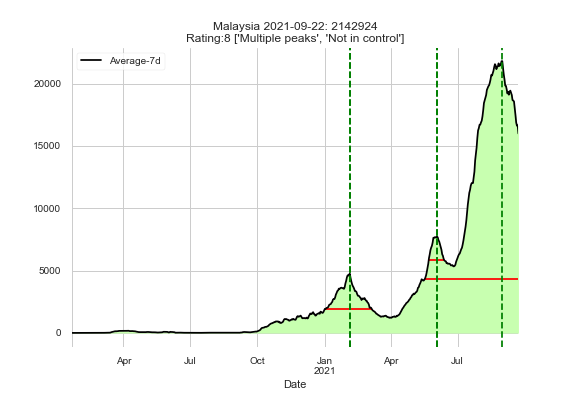 Malaysia 2021-09-22: 2142924
Rating:8 ['Multiple peaks', 'Not in control']
Average-7d
20000
15000
10000
5000
0
Apr
Jul
Oct
Jan
2021
Apr
Jul
Date